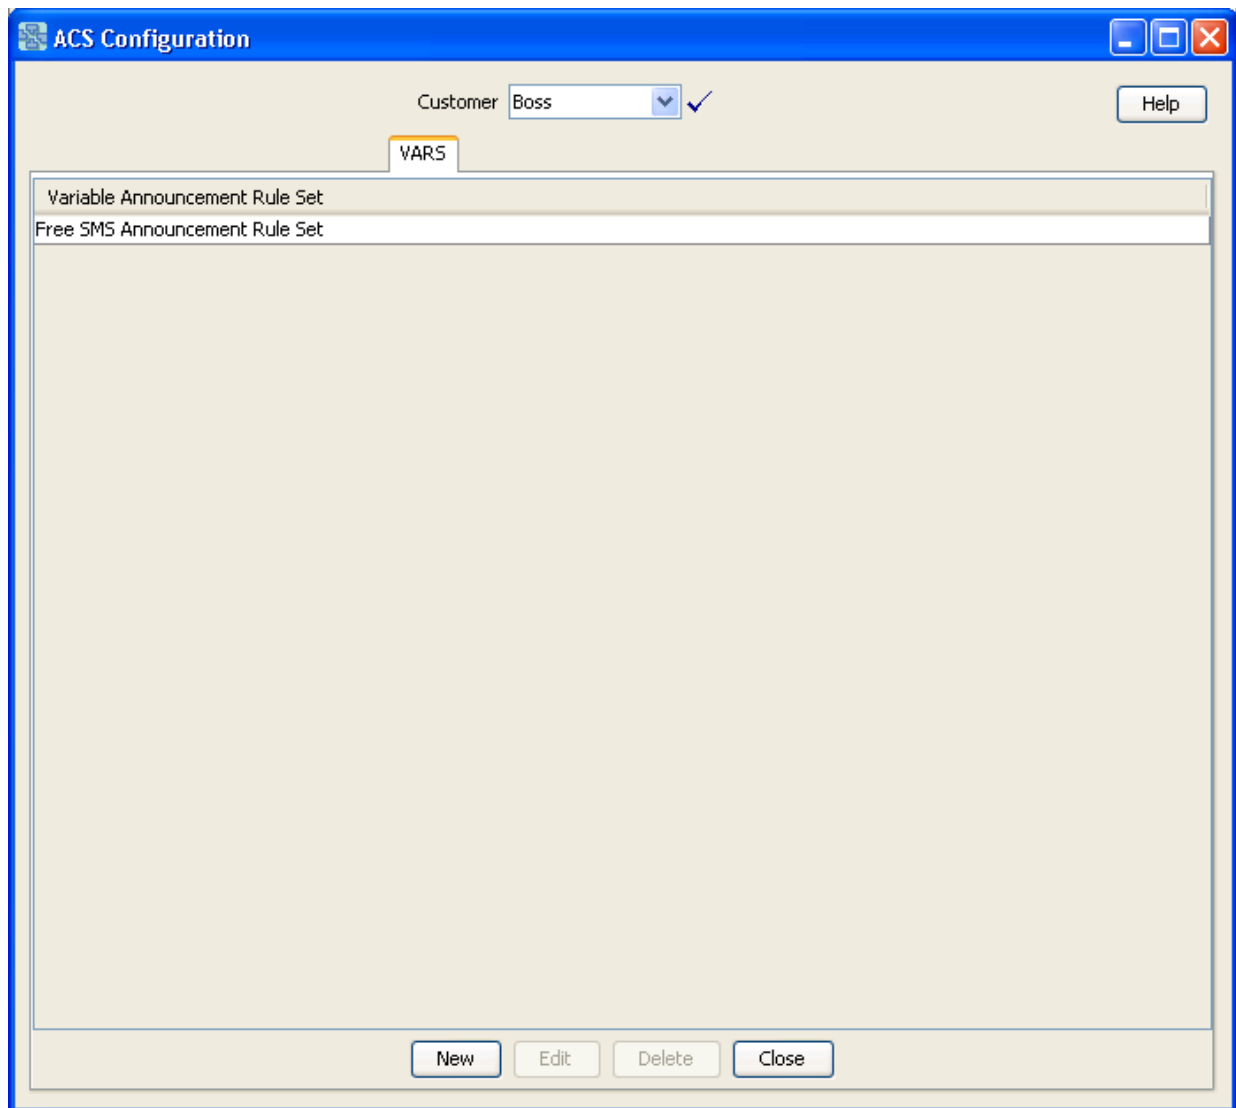 ACS Configuration
Customer Boss
Help
VARS
Variable Announcement Rule Set
Free SMS Announcement Rule Set
New Edit Delete Close